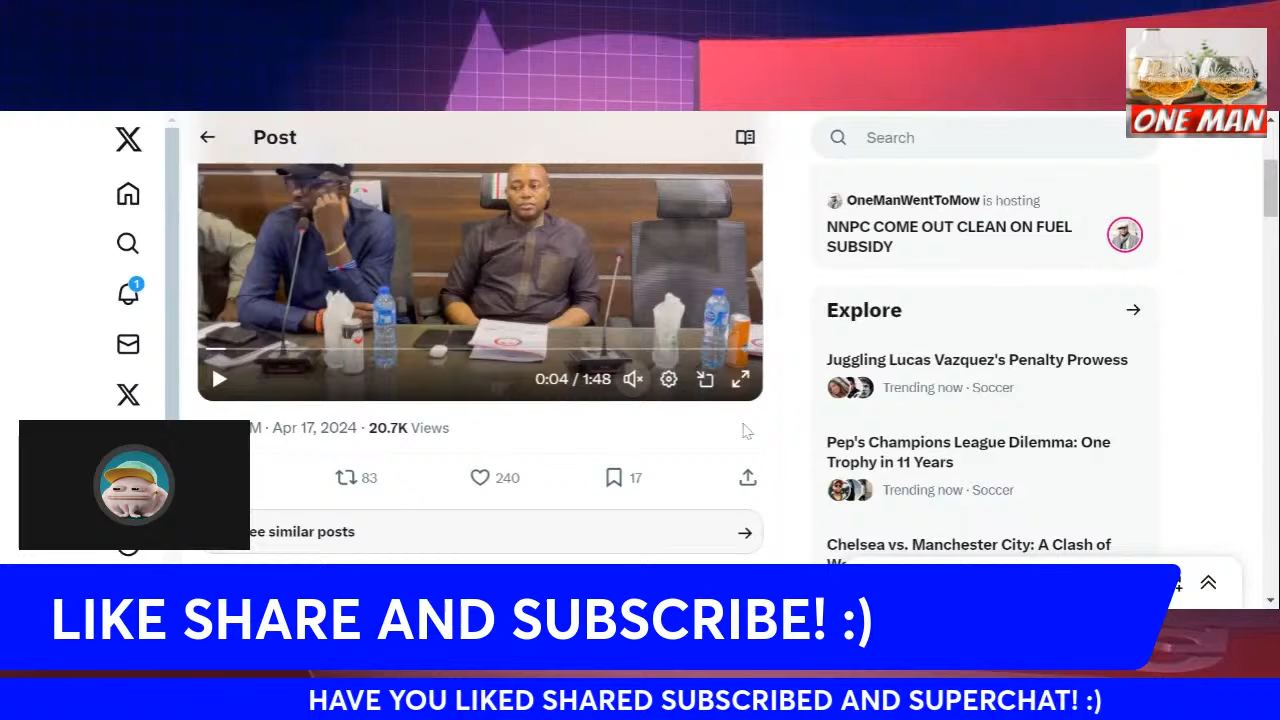 ONE MAN
Post
Search
OneManWentToMow is hosting
NNPC COME OUT CLEAN ON FUEL
SUBSIDY
1
Explore
Juggling Lucas Vazquez's Penalty Prowess
Trending now · Soccer
0:04 / 1:48
M · Apr 17, 2024 · 20.7K Views
Pep's Champions League Dilemma: One
Trophy in 11 Years
Trending now · Soccer
83
240
17
ee similar posts
Chelsea vs. Manchester City: A Clash of
LIKE SHARE AND SUBSCRIBE! :)
HAVE YOU LIKED SHARED SUBSCRIBED AND SUPERCHAT! :)